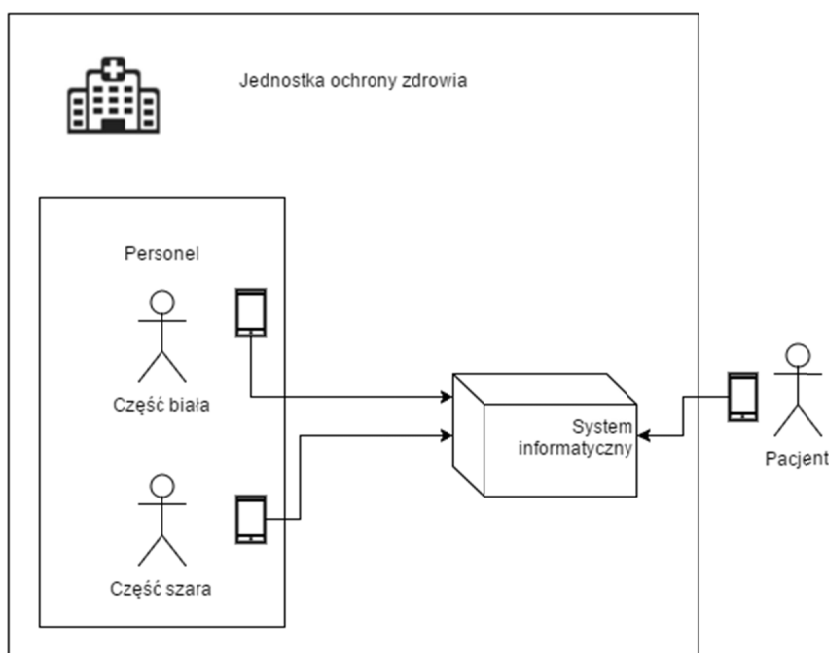 Jednostka ochrony zdrowia
Personel
Część biała
Część szara
System
informatyczny
Pacjent